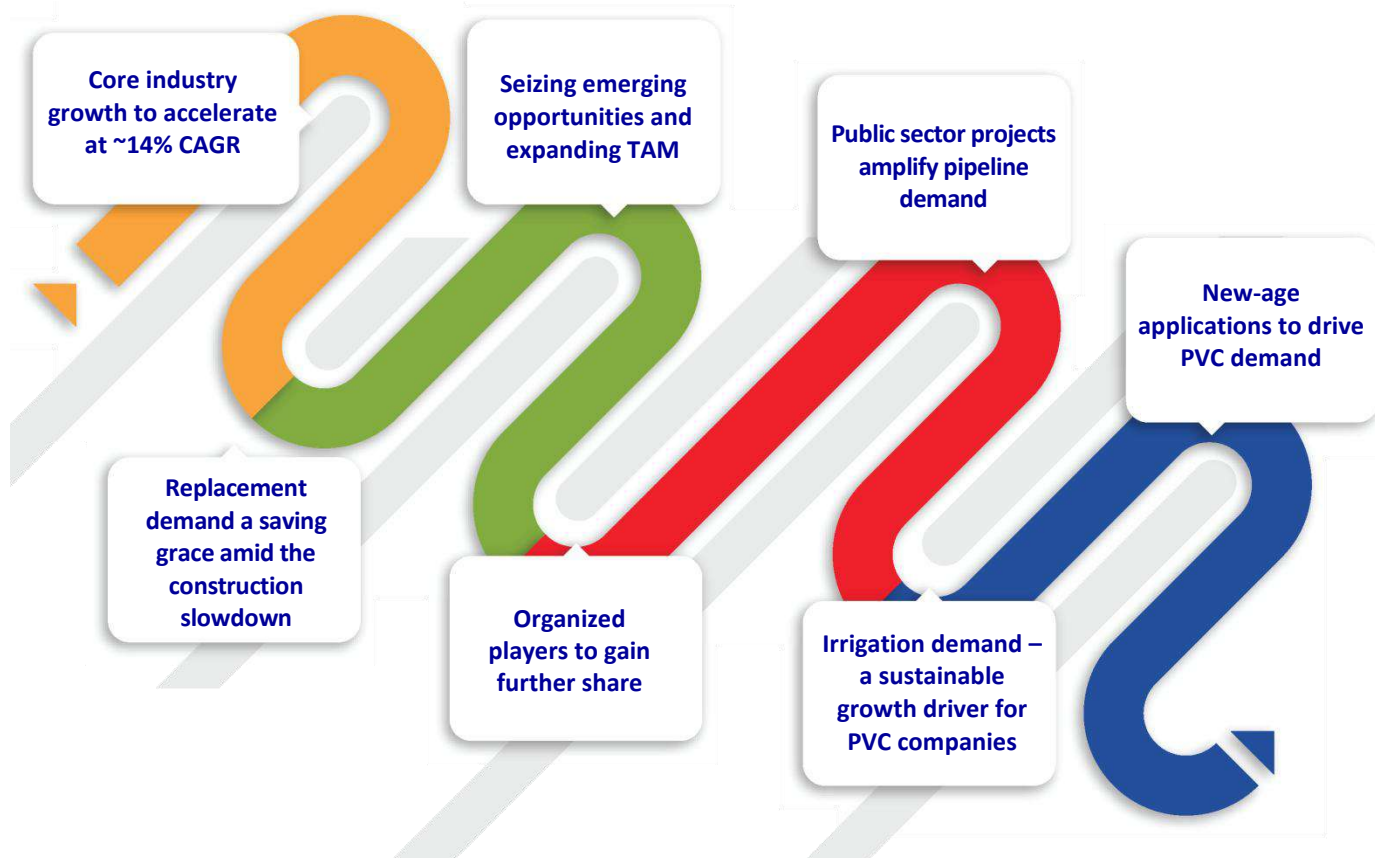 Core industry
growth to accelerate
at ~14% CAGR
Replacement
demand a saving
grace amid the
construction
slowdown
Seizing emerging
opportunities and
expanding TAM
Organized
players to gain
further share
Public sector projects
amplify pipeline
demand
Irrigation demand –
a sustainable
growth driver for
PVC companies
New-age
applications to drive
PVC demand